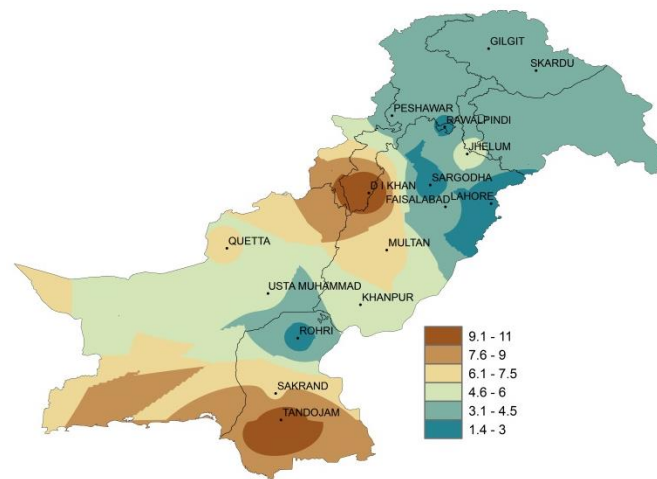 GILGIT
SKARDU
PESHAWAR
RAWALPINDI
JHELUM
SARGODHA
D I KHAN
FAISALABAD
LAHORE
QUETTA
MULTAN
USTA MUHAMMAD
KHANPUR
ROHRI
SAKRAND
TANDOJAM
9.1 - 11
7.6 - 9
6.1 - 7.5
4.6 - 6
3.1 - 4.5
1.4 - 3